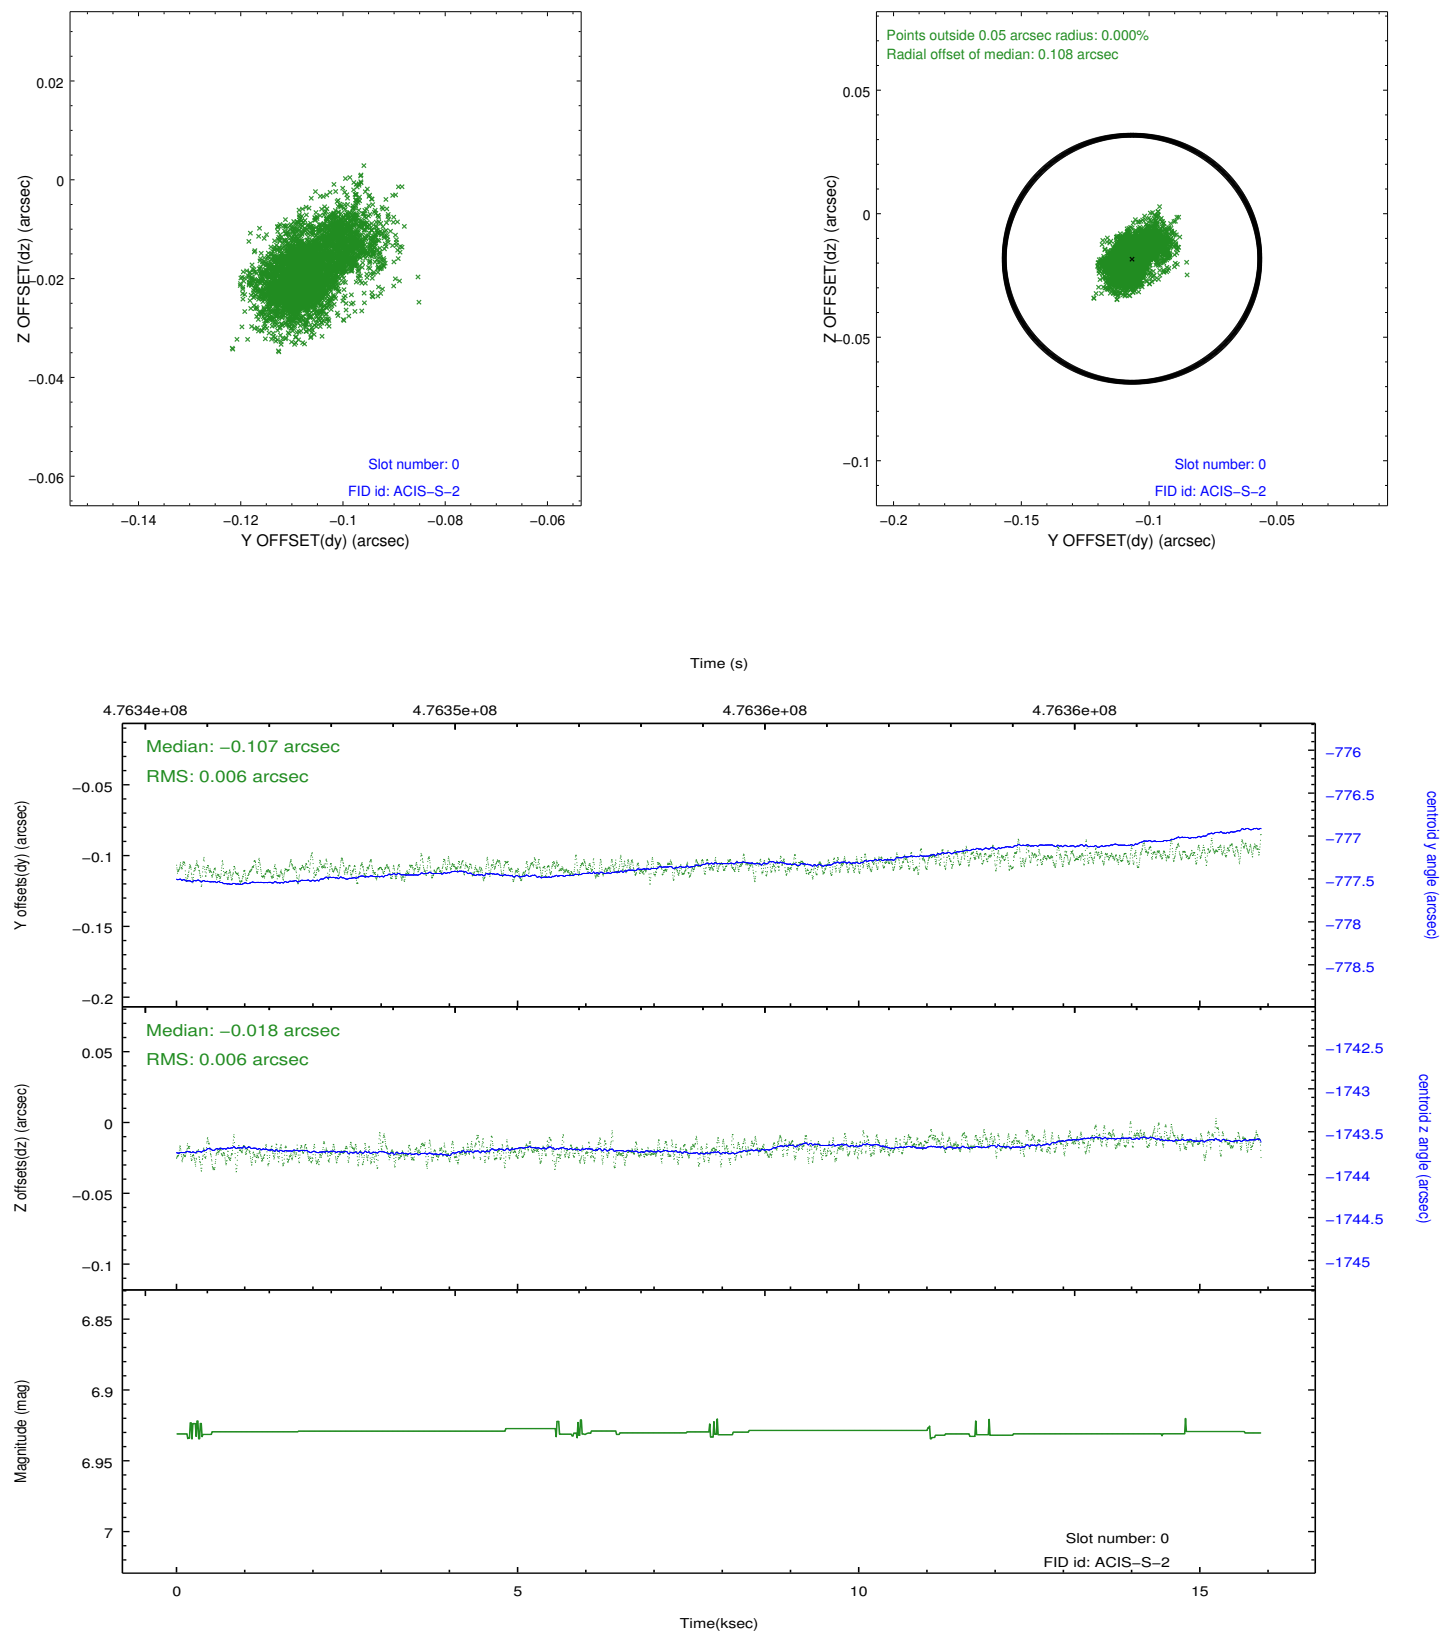 0.02
0
−0.02
−0.04
−0.06
Z OFFSET(dz) (arcsec)
Slot number: 0
FID id: ACIS−S−2
−0.14 −0.12 −0.1 −0.08 −0.06
Y OFFSET(dy) (arcsec)
Points outside 0.05 arcsec radius: 0.000%
Radial offset of median: 0.108 arcsec
0.05
0
−0.05
−0.1
Z OFFSET(dz) (arcsec)
Slot number: 0
FID id: ACIS−S−2
−0.2 −0.15 −0.1 −0.05
Y OFFSET(dy) (arcsec)
Time (s)
4.7634e+08 4.7635e+08 4.7636e+08 4.7636e+08
Median: −0.107 arcsec
RMS: 0.006 arcsec
−0.05
−0.1
−0.15
−0.2
Y offsets(dy) (arcsec)
−776
−776.5
−777
−777.5
−778
−778.5
centroid y angle (arcsec)
Median: −0.018 arcsec
RMS: 0.006 arcsec
0.05
0
−0.05
−0.1
Z offsets(dz) (arcsec)
−1742.5
−1743
−1743.5
−1744
−1744.5
−1745
centroid z angle (arcsec)
6.85
6.9
6.95
7
Magnitude (mag)
Slot number: 0
FID id: ACIS−S−2
0 5 10 15
Time(ksec)